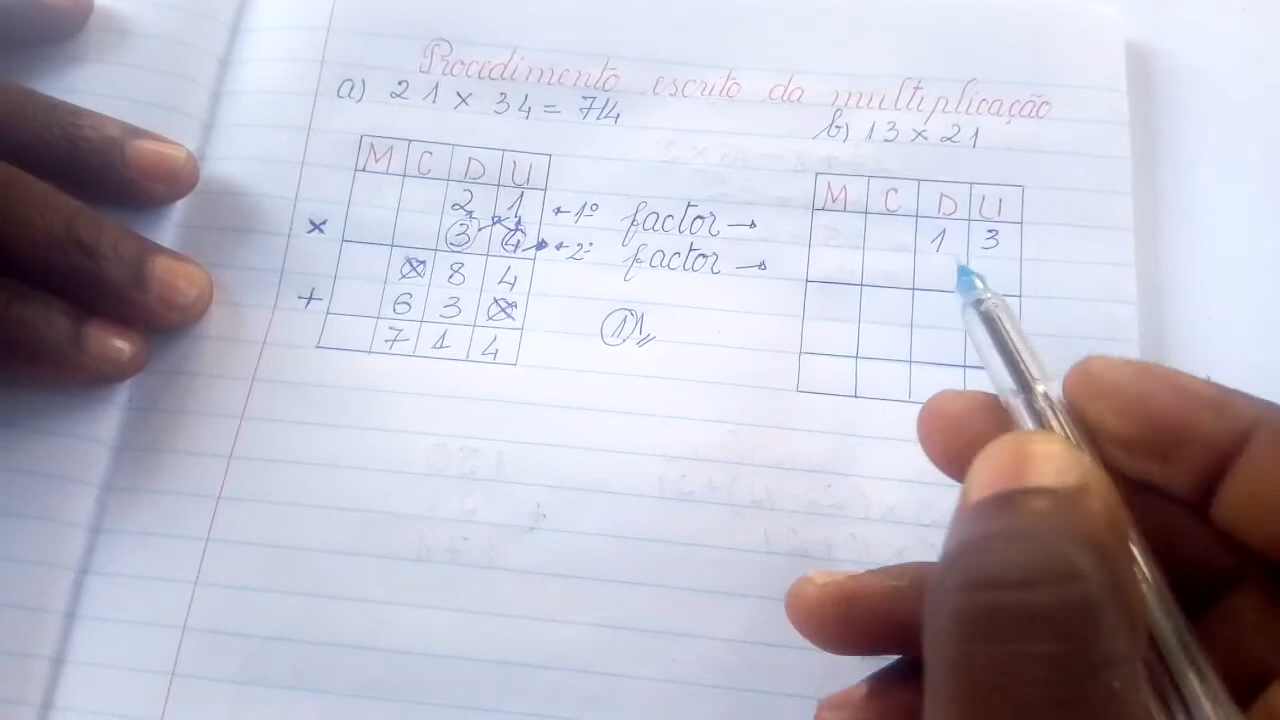 Procedimento escrito da multiplicação
a) 21 x 34 = 714
b) 13 x 21
M C D U
2 1 ← 1º factor →
x 3 4 ← 2º factor →
x 8 4
+ 6 3 x
7 1 4
11
M C D U
1 3